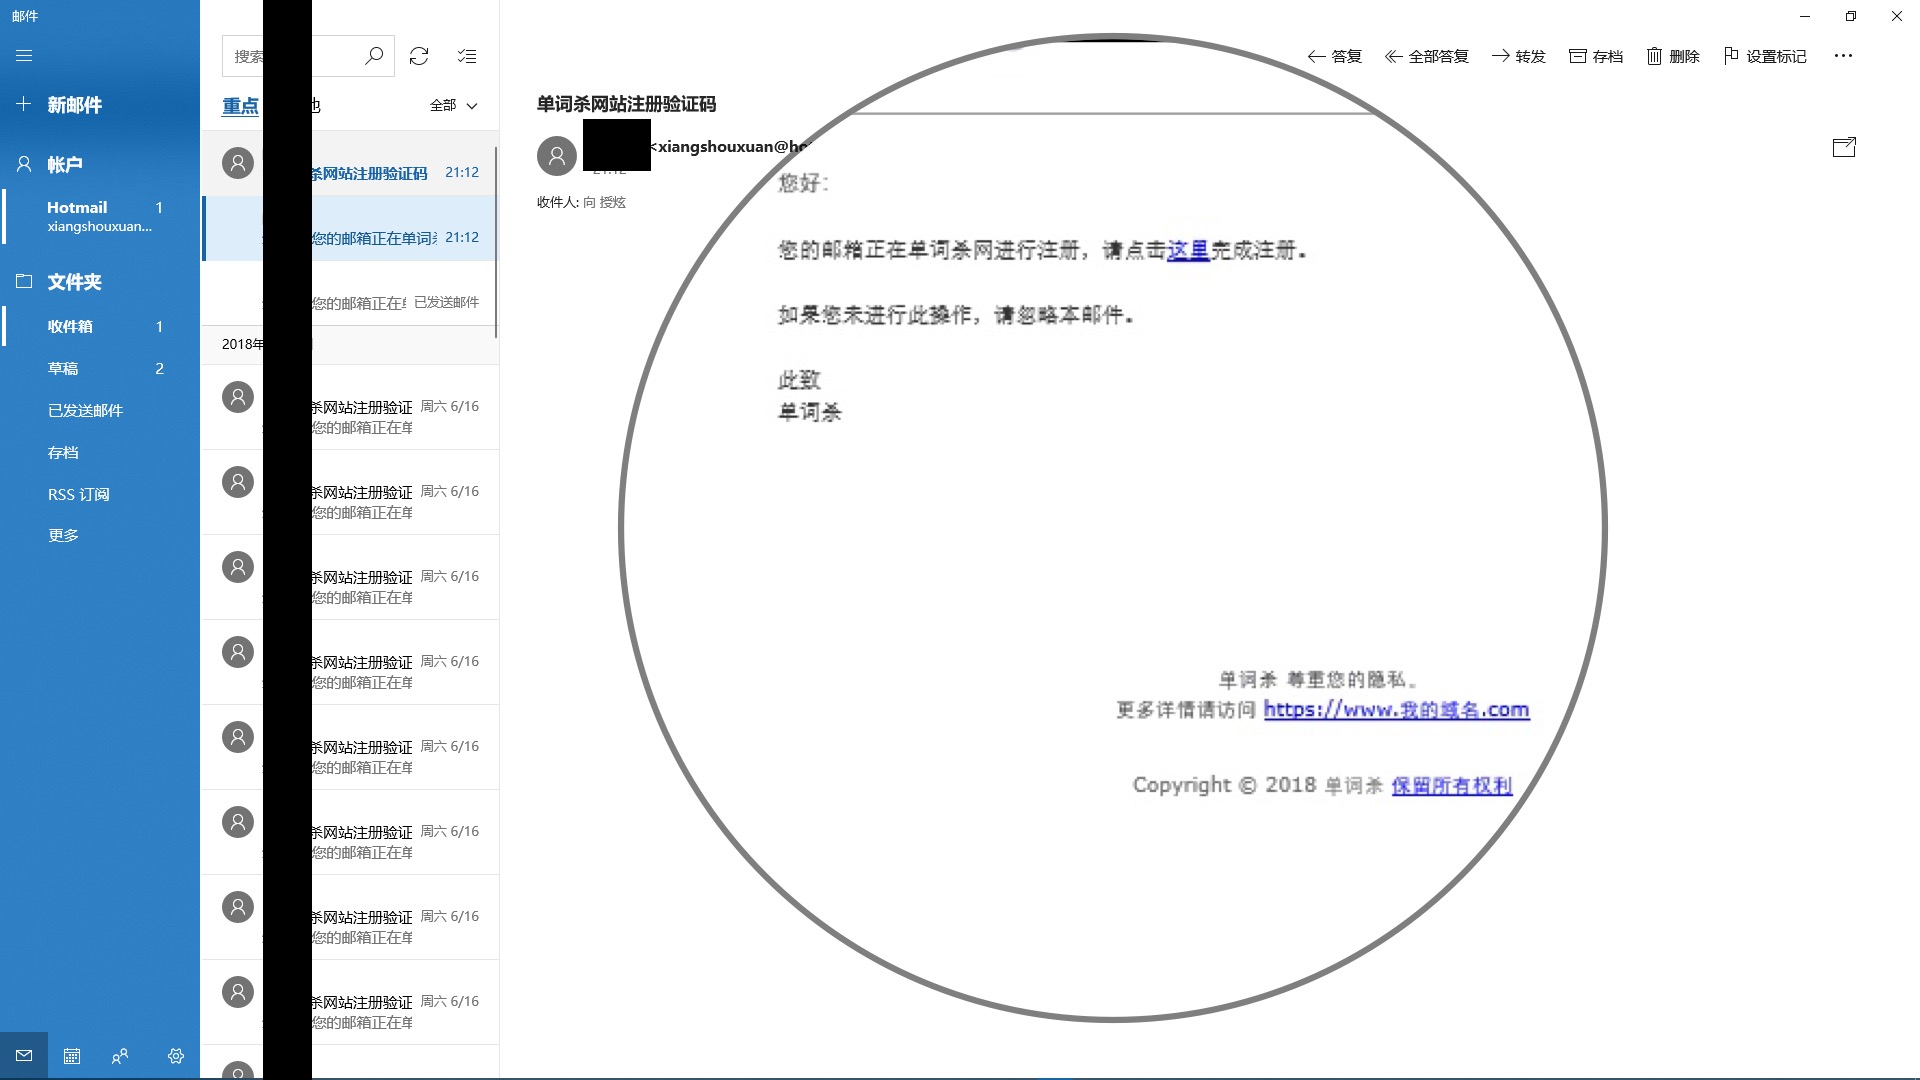 邮件
新邮件
帐户
Hotmail 1
xiangshouxuan...
文件夹
收件箱 1
草稿 2
已发送邮件
存档
RSS 订阅
更多
搜索
重点
全部
杀网站注册验证码 21:12
您的邮箱正在单词 21:12
您的邮箱正在 已发送邮件
2018年
杀网站注册验证 周六 6/16
您的邮箱正在单
杀网站注册验证 周六 6/16
您的邮箱正在单
杀网站注册验证 周六 6/16
您的邮箱正在单
杀网站注册验证 周六 6/16
您的邮箱正在单
杀网站注册验证 周六 6/16
您的邮箱正在单
杀网站注册验证 周六 6/16
您的邮箱正在单
杀网站注册验证 周六 6/16
您的邮箱正在单
杀网站注册验证 周六 6/16
您的邮箱正在单
答复 全部答复 转发 存档 删除 设置标记
单词杀网站注册验证码
<xiangshouxuan@ho
收件人: 向 授炫
您好：
您的邮箱正在单词杀网进行注册，请点击这里完成注册。
如果您未进行此操作，请忽略本邮件。
此致
单词杀
单词杀 尊重您的隐私。
更多详情请访问 https://www.我的域名.com
Copyright © 2018 单词杀 保留所有权利